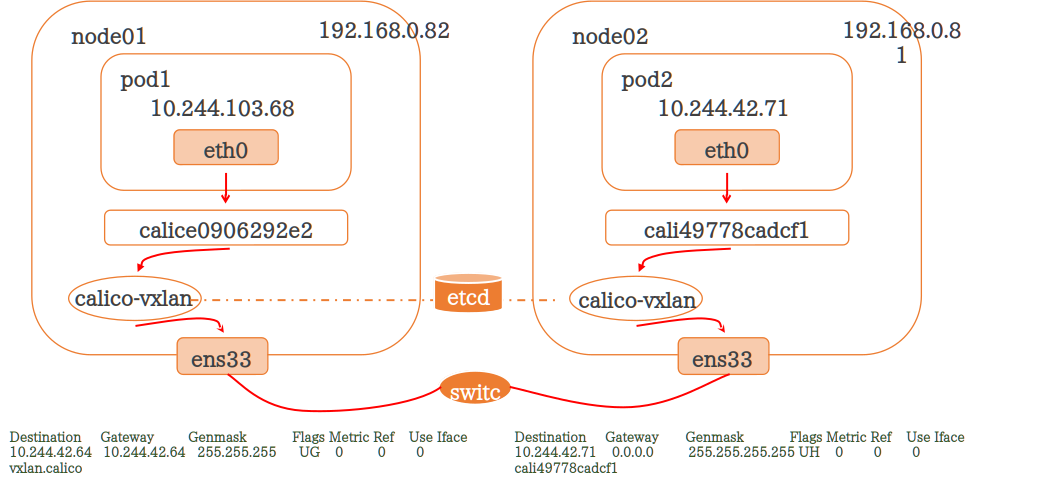 node01
192.168.0.82
pod1
10.244.103.68
eth0
calice0906292e2
calico-vxlan
ens33
node02
192.168.0.8
1
pod2
10.244.42.71
eth0
cali49778cadcf1
calico-vxlan
ens33
etcd
switc
Destination Gateway Genmask Flags Metric Ref Use Iface
10.244.42.64 10.244.42.64 255.255.255 UG 0 0 0
vxlan.calico
Destination Gateway Genmask Flags Metric Ref Use Iface
10.244.42.71 0.0.0.0 255.255.255.255 UH 0 0 0
cali49778cadcf1